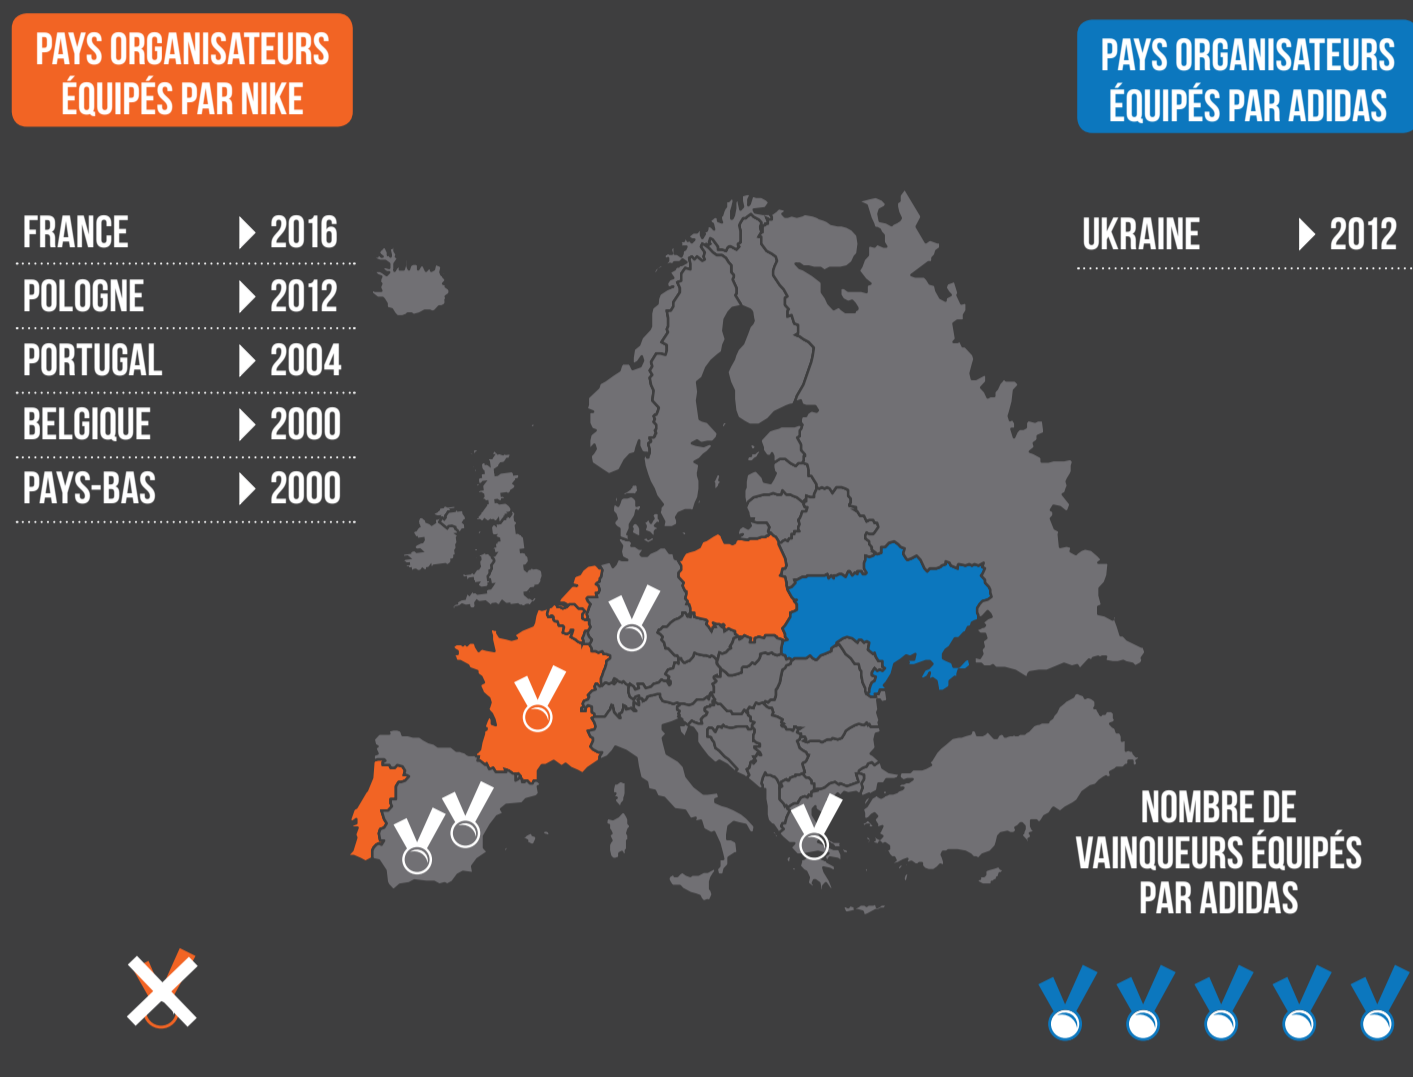 PAYS ORGANISATEURS
ÉQUIPÉS PAR NIKE
FRANCE 2016
POLOGNE 2012
PORTUGAL 2004
BELGIQUE 2000
PAYS-BAS 2000
PAYS ORGANISATEURS
ÉQUIPÉS PAR ADIDAS
UKRAINE 2012
NOMBRE DE
VAINQUEURS ÉQUIPÉS
PAR ADIDAS